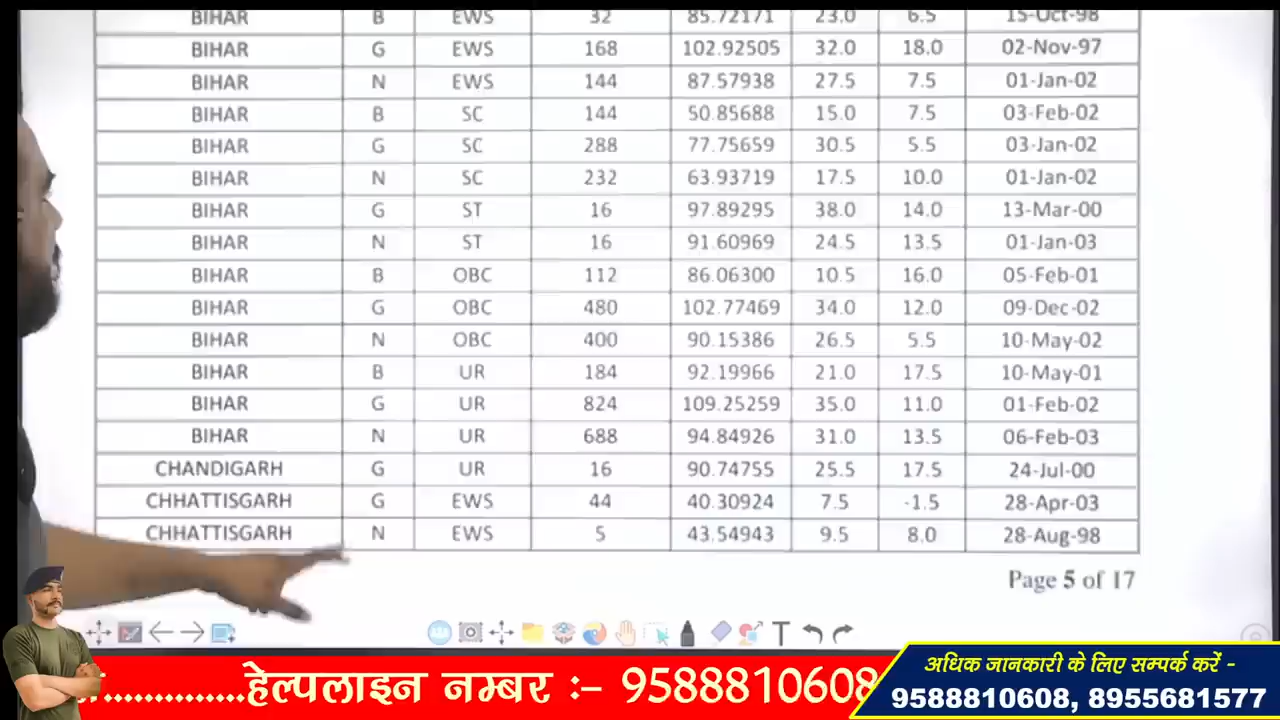 BIHAR B EWS 32 85.72171 23.0 6.5 15-Oct-98
BIHAR G EWS 168 102.92505 32.0 18.0 02-Nov-97
BIHAR N EWS 144 87.57938 27.5 7.5 01-Jan-02
BIHAR B SC 144 50.85688 15.0 7.5 03-Feb-02
BIHAR G SC 288 77.75659 30.5 5.5 03-Jan-02
BIHAR N SC 232 63.93719 17.5 10.0 01-Jan-02
BIHAR G ST 16 97.89295 38.0 14.0 13-Mar-00
BIHAR N ST 16 91.60969 24.5 13.5 01-Jan-03
BIHAR B OBC 112 86.06300 10.5 16.0 05-Feb-01
BIHAR G OBC 480 102.77469 34.0 12.0 09-Dec-02
BIHAR N OBC 400 90.15386 26.5 5.5 10-May-02
BIHAR B UR 184 92.19966 21.0 17.5 10-May-01
BIHAR G UR 824 109.25259 35.0 11.0 01-Feb-02
BIHAR N UR 688 94.84926 31.0 13.5 06-Feb-03
CHANDIGARH G UR 16 90.74755 25.5 17.5 24-Jul-00
CHHATTISGARH G EWS 44 40.30924 7.5 -1.5 28-Apr-03
CHHATTISGARH N EWS 5 43.54943 9.5 8.0 28-Aug-98
Page 5 of 17
T
..............हेल्पलाइन नम्बर :– 9588810608
अधिक जानकारी के लिए सम्पर्क करें -
9588810608, 8955681577